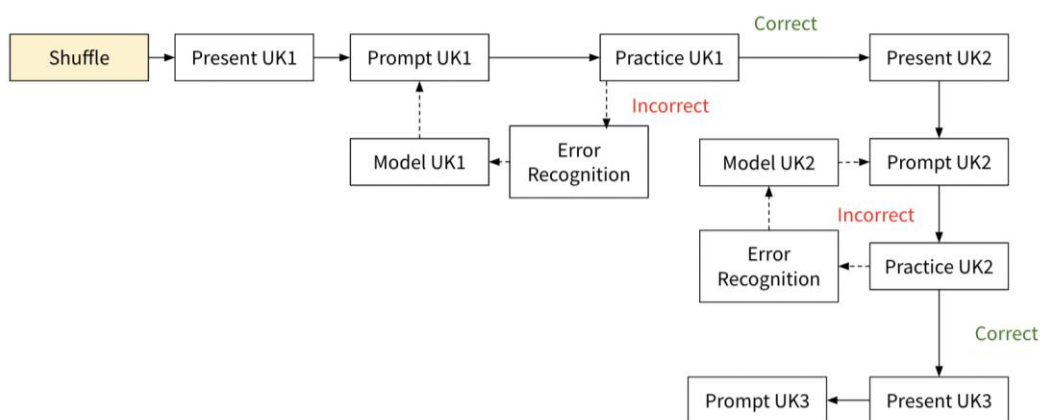 Correct
Shuffle
Present UK1
Prompt UK1
Practice UK1
Present UK2
Incorrect
Model UK1
Error
Recognition
Model UK2
Prompt UK2
Incorrect
Error
Recognition
Practice UK2
Correct
Prompt UK3
Present UK3